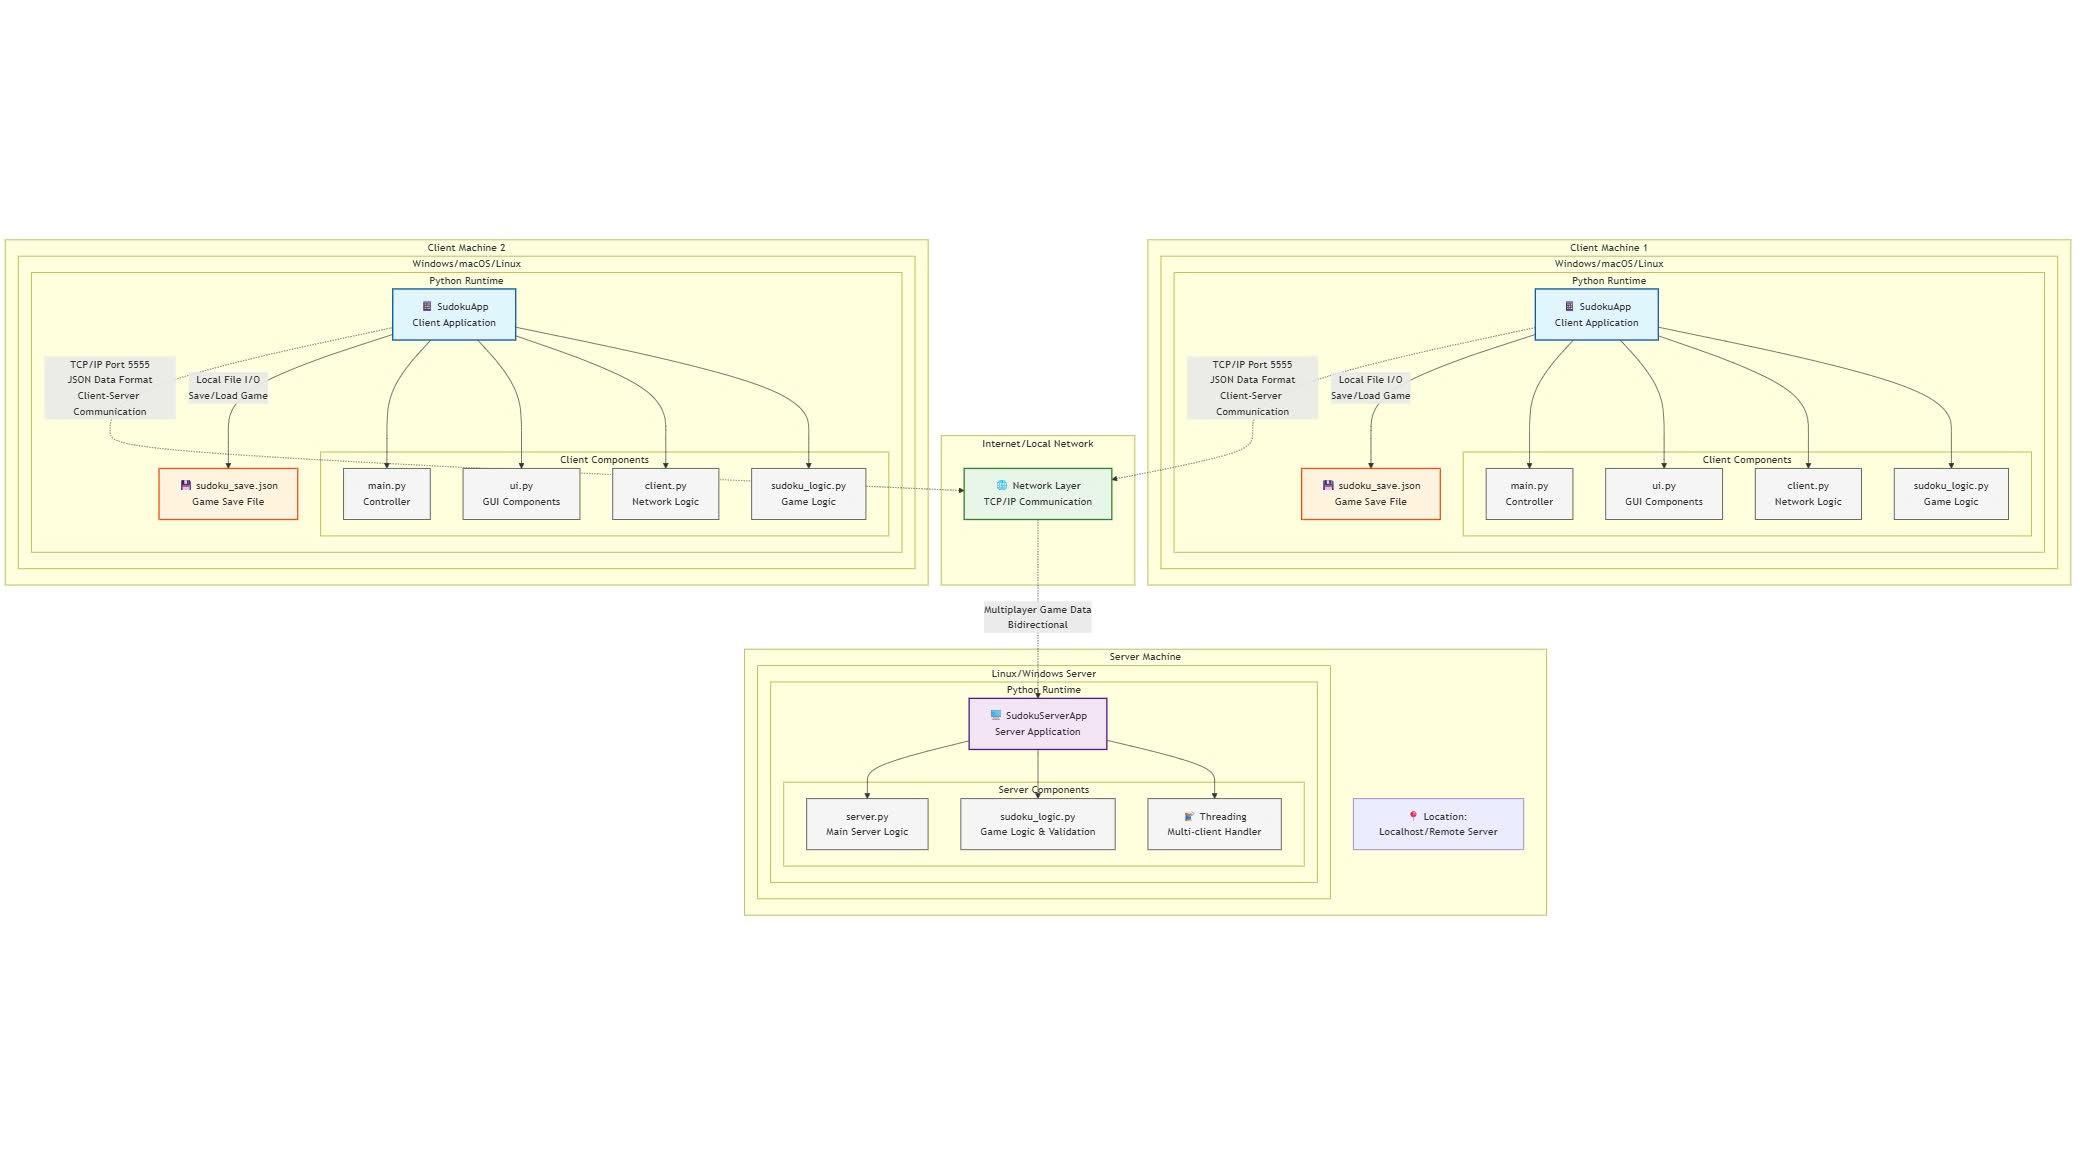 Client Machine 2
Windows/macOS/Linux
Python Runtime
SudokuApp
Client Application
TCP/IP Port 5555
JSON Data Format
Client-Server
Communication
Local File I/O
Save/Load Game
sudoku_save.json
Game Save File
Client Components
main.py
Controller
ui.py
GUI Components
client.py
Network Logic
sudoku_logic.py
Game Logic
Internet/Local Network
Network Layer
TCP/IP Communication
Client Machine 1
Windows/macOS/Linux
Python Runtime
SudokuApp
Client Application
TCP/IP Port 5555
JSON Data Format
Client-Server
Communication
Local File I/O
Save/Load Game
sudoku_save.json
Game Save File
Client Components
main.py
Controller
ui.py
GUI Components
client.py
Network Logic
sudoku_logic.py
Game Logic
Multiplayer Game Data
Bidirectional
Server Machine
Linux/Windows Server
Python Runtime
SudokuServerApp
Server Application
Server Components
server.py
Main Server Logic
sudoku_logic.py
Game Logic & Validation
Threading
Multi-client Handler
Location:
Localhost/Remote Server